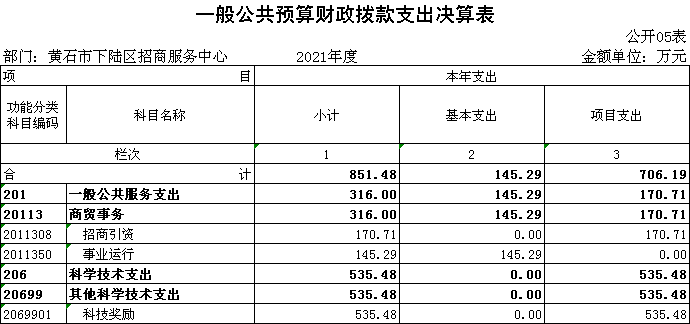 一般公共预算财政拨款支出决算表
公开05表
部门：黄石市下陆区招商服务中心 2021年度 金额单位：万元
项 目 本年支出
功能分类科目编码 科目名称 小计 基本支出 项目支出
栏次 1 2 3
合 计 851.48 145.29 706.19
201 一般公共服务支出 316.00 145.29 170.71
20113 商贸事务 316.00 145.29 170.71
2011308 招商引资 170.71 0.00 170.71
2011350 事业运行 145.29 145.29 0.00
206 科学技术支出 535.48 0.00 535.48
20699 其他科学技术支出 535.48 0.00 535.48
2069901 科技奖励 535.48 0.00 535.48